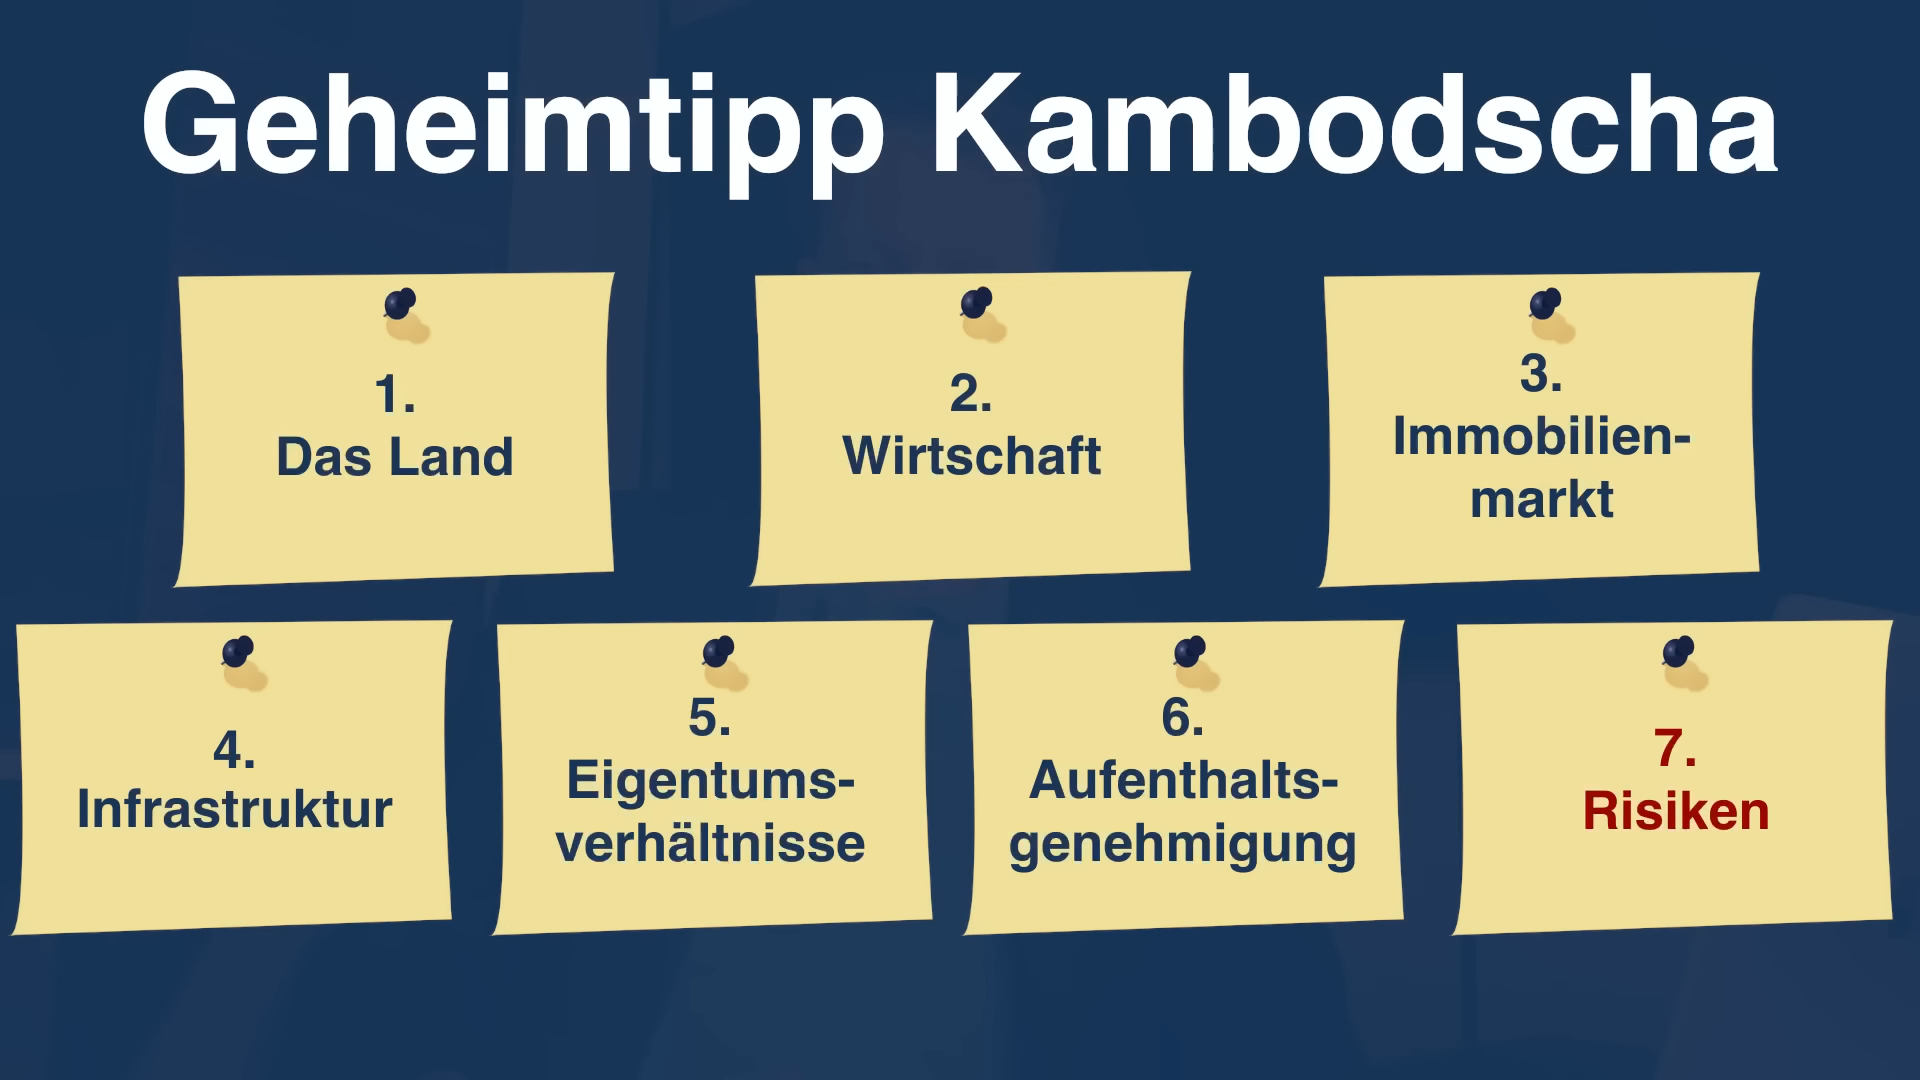 Geheimtipp Kambodscha
1.
Das Land
2.
Wirtschaft
3.
Immobilien-
markt
4.
Infrastruktur
5.
Eigentums-
verhältnisse
6.
Aufenthalts-
genehmigung
7.
Risiken